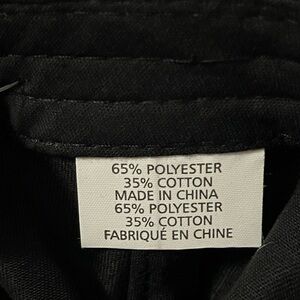 65% POLYESTER
35% COTTON
MADE IN CHINA
65% POLYESTER
35% COTTON
FABRIQUÉ EN CHINE